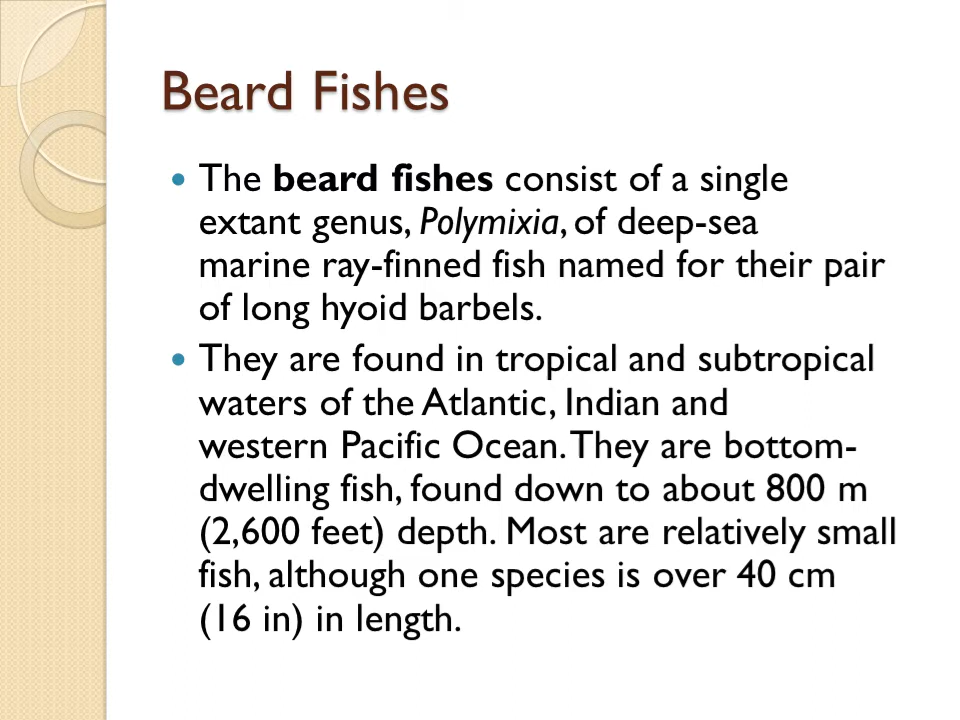 Beard Fishes
• The beard fishes consist of a single
extant genus, Polymixia, of deep-sea
marine ray-finned fish named for their pair
of long hyoid barbels.
• They are found in tropical and subtropical
waters of the Atlantic, Indian and
western Pacific Ocean. They are bottom-
dwelling fish, found down to about 800 m
(2,600 feet) depth. Most are relatively small
fish, although one species is over 40 cm
(16 in) in length.